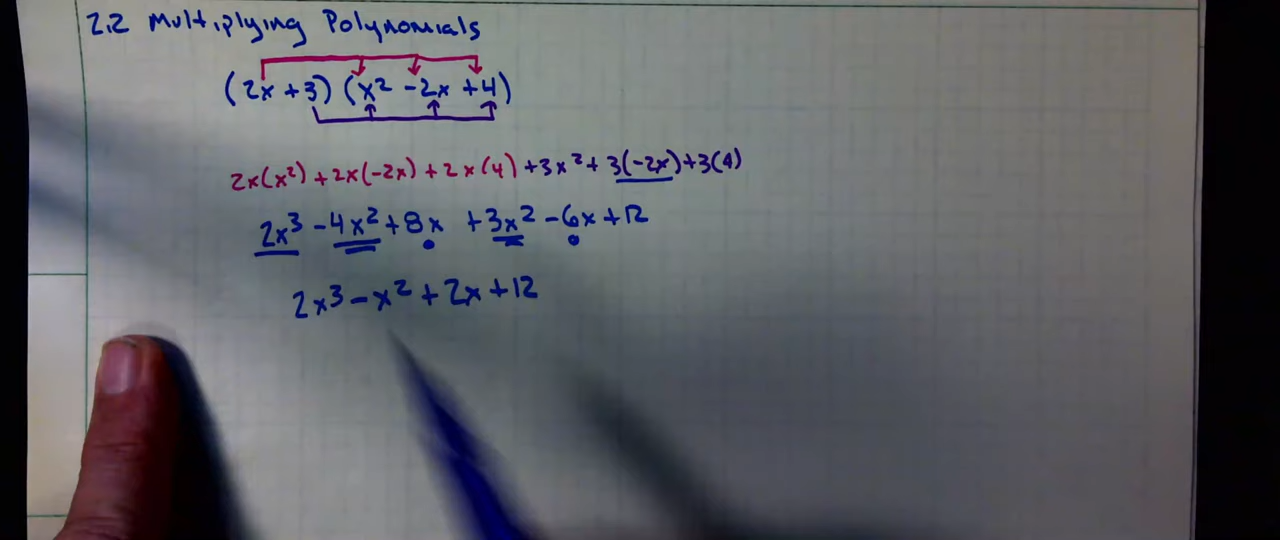 2.2 Multiplying Polynomials
(2x +3) (x² -2x +4)
2x(x²) +2x(-2x) + 2x(4) +3x² + 3(-2x) +3(4)
2x³ -4x² +8x +3x² -6x +12
2x³ -x² +2x +12